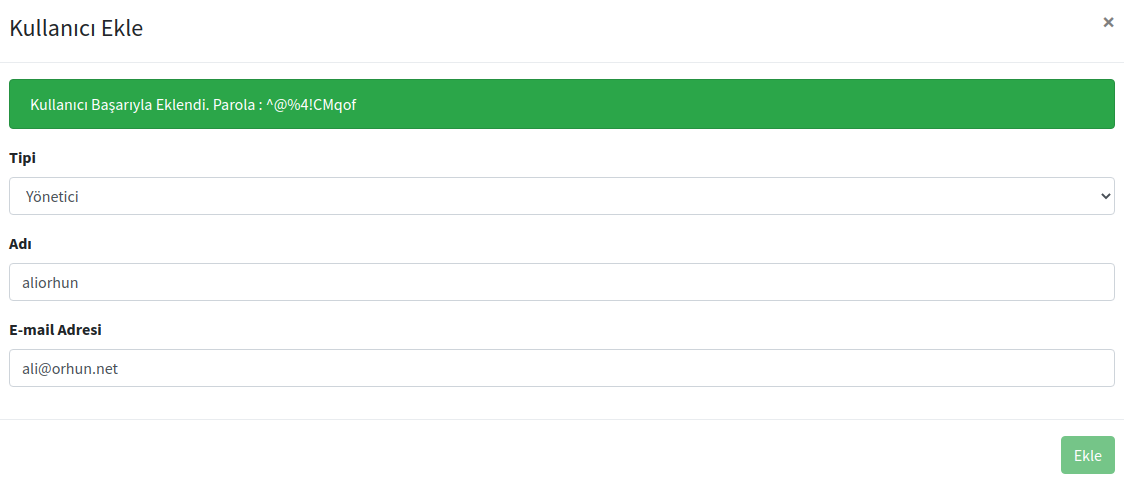 Kullanıcı Ekle
×
Kullanıcı Başarıyla Eklendi. Parola : ^@%4!CMqof
Tipi
Yönetici
Adı
aliorhun
E-mail Adresi
ali@orhun.net
Ekle